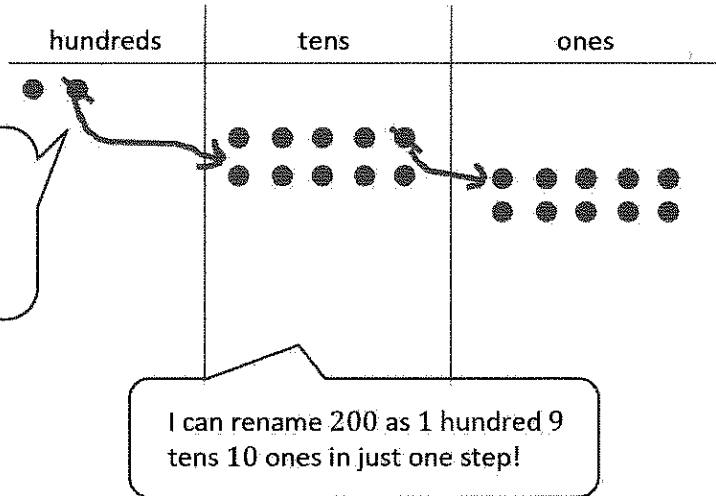 hundreds tens ones
I can rename 200 as 1 hundred 9
tens 10 ones in just one step!